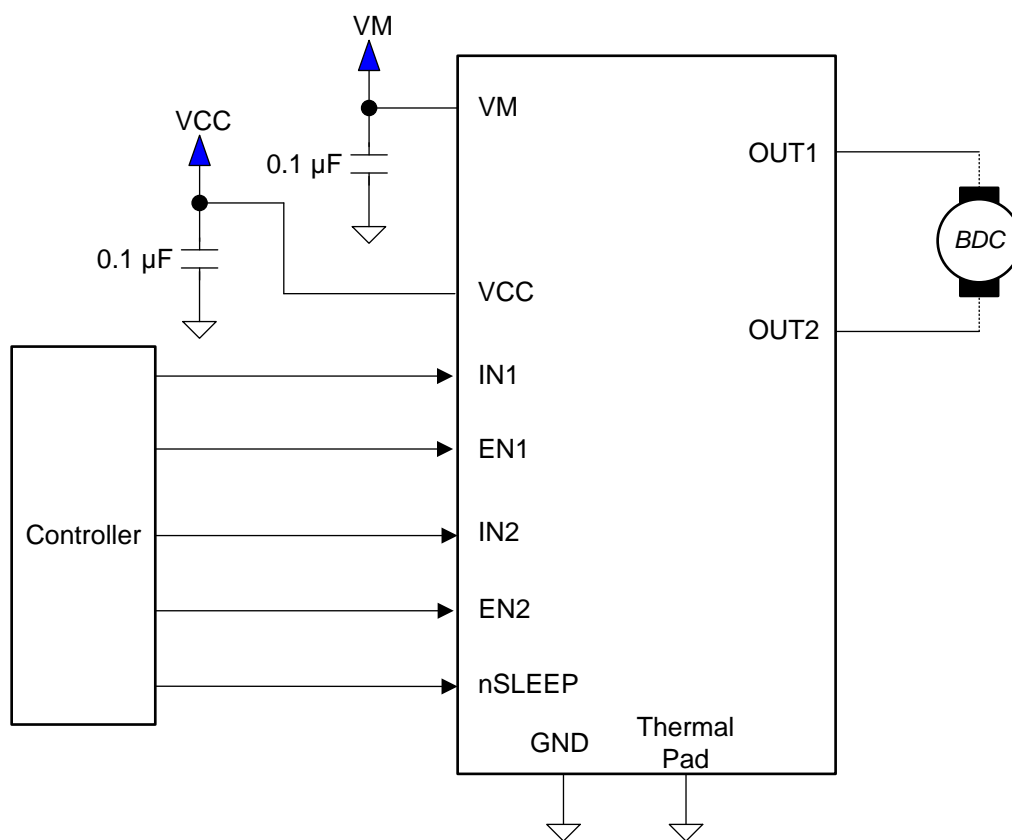 VM
VCC
0.1 µF
0.1 µF
VM
VCC
IN1
EN1
IN2
EN2
nSLEEP
GND
Thermal
Pad
OUT1
OUT2
BDC
Controller